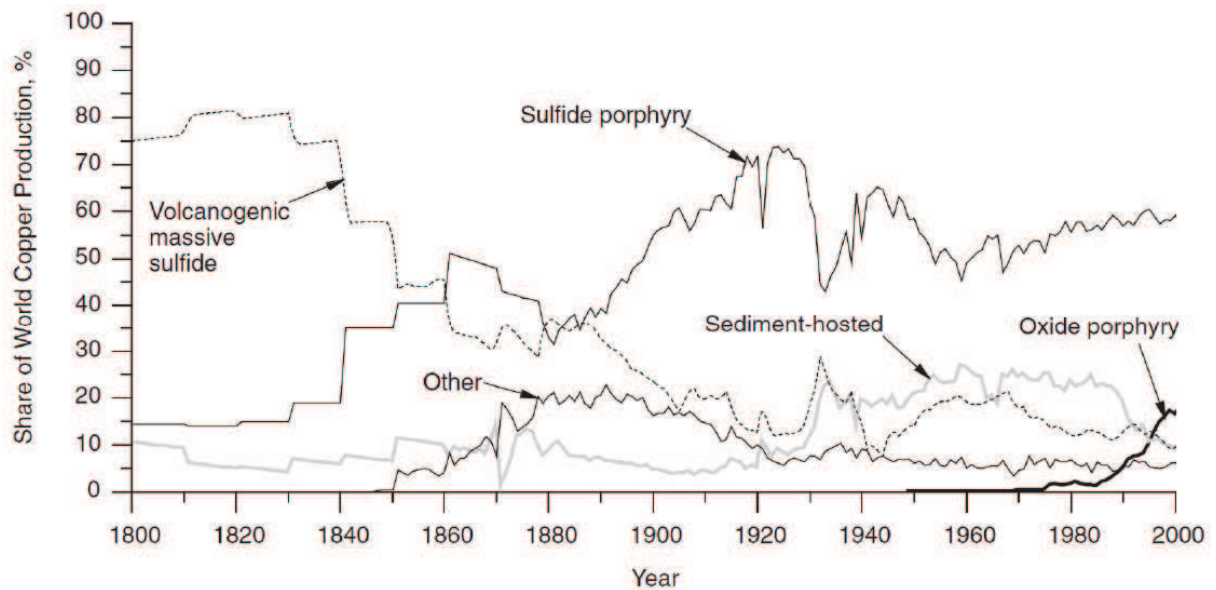 Share of World Copper Production, %
100
90
80
70
60
50
40
30
20
10
0
Sulfide porphyry
Volcanogenic
massive
sulfide
Other
Sediment-hosted
Oxide porphyry
1800 1820 1840 1860 1880 1900 1920 1940 1960 1980 2000
Year